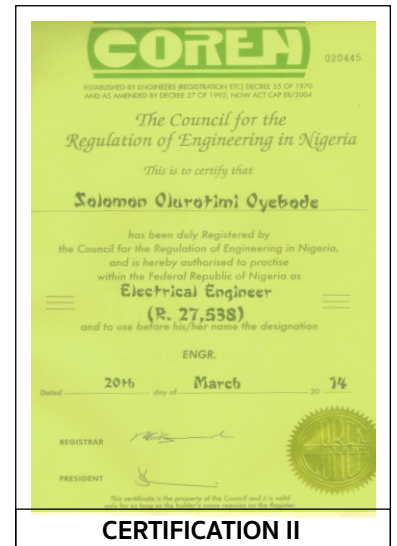 COREN
020445
ESTABLISHED BY ENGINEERS (REGISTRATION ETC) DECREE 55 OF 1970
AND AS AMENDED BY DECREE 27 OF 1992, NOW ACT CAP E11/2004
The Council for the
Regulation of Engineering in Nigeria
This is to certify that
Solomon Olurotimi Oyebode
has been duly Registered by
the Council for the Regulation of Engineering in Nigeria,
and is hereby authorised to practise
within the Federal Republic of Nigeria as
Electrical Engineer
(R. 27,538)
and to use before his/her name the designation
ENGR.
Dated 20th day of March 20 14
REGISTRAR
PRESIDENT
This certificate is the property of the Council and it is valid
only for so long as the holder's name remains on the Register.
CERTIFICATION II